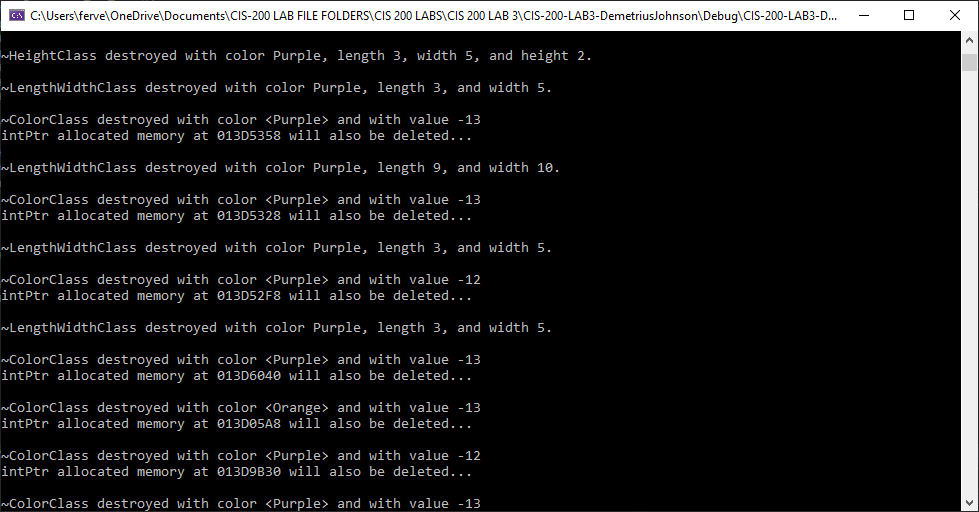 C:\Users\ferve\OneDrive\Documents\CIS-200 LAB FILE FOLDERS\CIS 200 LABS\CIS 200 LAB 3\CIS-200-LAB3-DemetriusJohnson\Debug\CIS-200-LAB3-D...
~HeightClass destroyed with color Purple, length 3, width 5, and height 2.
~LengthWidthClass destroyed with color Purple, length 3, and width 5.
~ColorClass destroyed with color <Purple> and with value -13
intPtr allocated memory at 013D5358 will also be deleted...
~LengthWidthClass destroyed with color Purple, length 9, and width 10.
~ColorClass destroyed with color <Purple> and with value -13
intPtr allocated memory at 013D5328 will also be deleted...
~LengthWidthClass destroyed with color Purple, length 3, and width 5.
~ColorClass destroyed with color <Purple> and with value -12
intPtr allocated memory at 013D52F8 will also be deleted...
~LengthWidthClass destroyed with color Purple, length 3, and width 5.
~ColorClass destroyed with color <Purple> and with value -13
intPtr allocated memory at 013D6040 will also be deleted...
~ColorClass destroyed with color <Orange> and with value -13
intPtr allocated memory at 013D05A8 will also be deleted...
~ColorClass destroyed with color <Purple> and with value -12
intPtr allocated memory at 013D9B30 will also be deleted...
~ColorClass destroyed with color <Purple> and with value -13